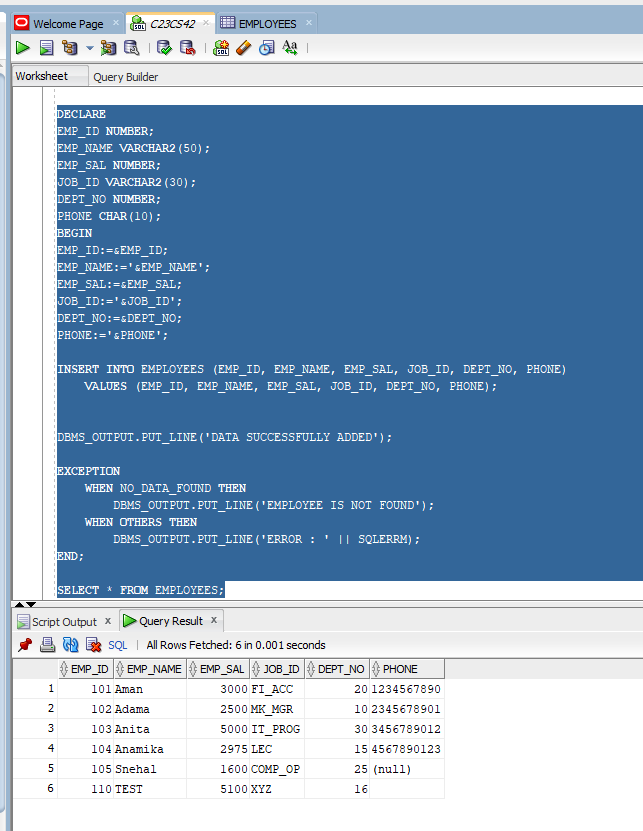 Welcome Page
C23CS42
EMPLOYEES
Worksheet
Query Builder
DECLARE
EMP_ID NUMBER;
EMP_NAME VARCHAR2(50);
EMP_SAL NUMBER;
JOB_ID VARCHAR2(30);
DEPT_NO NUMBER;
PHONE CHAR(10);
BEGIN
EMP_ID:=&EMP_ID;
EMP_NAME:='&EMP_NAME';
EMP_SAL:=&EMP_SAL;
JOB_ID:='&JOB_ID';
DEPT_NO:=&DEPT_NO;
PHONE:='&PHONE';
INSERT INTO EMPLOYEES (EMP_ID, EMP_NAME, EMP_SAL, JOB_ID, DEPT_NO, PHONE)
VALUES (EMP_ID, EMP_NAME, EMP_SAL, JOB_ID, DEPT_NO, PHONE);
DBMS_OUTPUT.PUT_LINE('DATA SUCCESSFULLY ADDED');
EXCEPTION
WHEN NO_DATA_FOUND THEN
DBMS_OUTPUT.PUT_LINE('EMPLOYEE IS NOT FOUND');
WHEN OTHERS THEN
DBMS_OUTPUT.PUT_LINE('ERROR : ' || SQLERRM);
END;
SELECT * FROM EMPLOYEES;
Script Output x Query Result x
SQL | All Rows Fetched: 6 in 0.001 seconds
EMP_ID EMP_NAME EMP_SAL JOB_ID DEPT_NO PHONE
1 101 Aman 3000 FI_ACC 20 1234567890
2 102 Adama 2500 MK_MGR 10 2345678901
3 103 Anita 5000 IT_PROG 30 3456789012
4 104 Anamika 2975 LEC 15 4567890123
5 105 Snehal 1600 COMP_OP 25 (null)
6 110 TEST 5100 XYZ 16